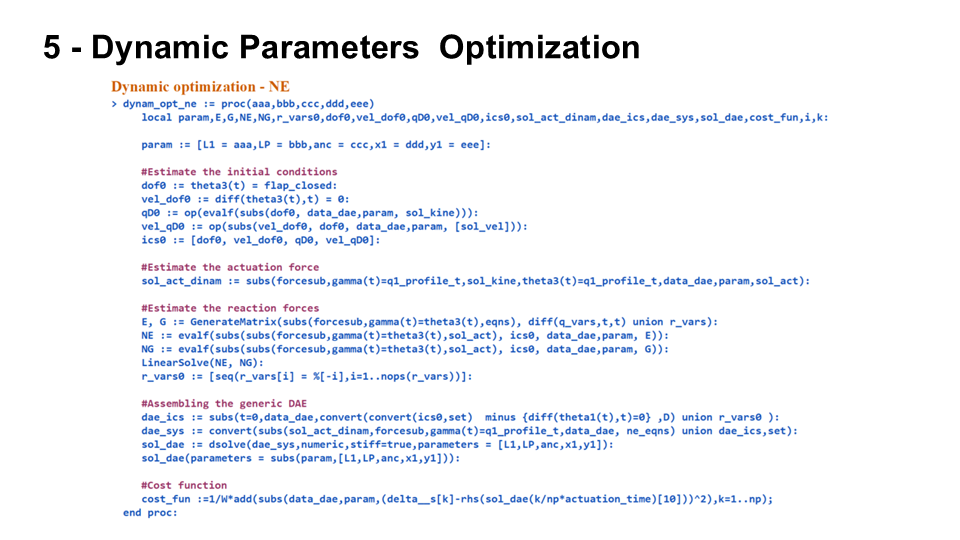 5 - Dynamic Parameters  Optimization
Dynamic optimization - NE
> dynam_opt_ne := proc(aaa,bbb,ccc,ddd,eee)
local param,E,G,NE,NG,r_vars0,dof0,vel_dof0,qD0,vel_qD0,ics0,sol_act_dinam,dae_ics,dae_sys,sol_dae,cost_fun,i,k:
param := [L1 = aaa,LP = bbb,anc = ccc,x1 = ddd,y1 = eee]:
#Estimate the initial conditions
dof0 := theta3(t) = flap_closed:
vel_dof0 := diff(theta3(t),t) = 0:
qD0 := op(evalf(subs(dof0, data_dae,param, sol_kine))):
vel_qD0 := op(subs(vel_dof0, dof0, data_dae,param, [sol_vel])):
ics0 := [dof0, vel_dof0, qD0, vel_qD0]:
#Estimate the actuation force
sol_act_dinam := subs(forcesub,gamma(t)=q1_profile_t,sol_kine,theta3(t)=q1_profile_t,data_dae,param,sol_act):
#Estimate the reaction forces
E, G := GenerateMatrix(subs(forcesub,gamma(t)=theta3(t),eqns), diff(q_vars,t,t) union r_vars):
NE := evalf(subs(subs(forcesub,gamma(t)=theta3(t),sol_act), ics0, data_dae,param, E)):
NG := evalf(subs(subs(forcesub,gamma(t)=theta3(t),sol_act), ics0, data_dae,param, G)):
LinearSolve(NE, NG):
r_vars0 := [seq(r_vars[i] = %[-i],i=1..nops(r_vars))]:
#Assembling the generic DAE
dae_ics := subs(t=0,data_dae,convert(convert(ics0,set)  minus {diff(theta1(t),t)=0} ,D) union r_vars0 ):
dae_sys := convert(subs(sol_act_dinam,forcesub,gamma(t)=q1_profile_t,data_dae, ne_eqns) union dae_ics,set):
sol_dae := dsolve(dae_sys,numeric,stiff=true,parameters = [L1,LP,anc,x1,y1]):
sol_dae(parameters = subs(param,[L1,LP,anc,x1,y1])):
#Cost function
cost_fun :=1/W*add(subs(data_dae,param,(delta__s[k]-rhs(sol_dae(k/np*actuation_time)[10]))^2),k=1..np);
end proc: